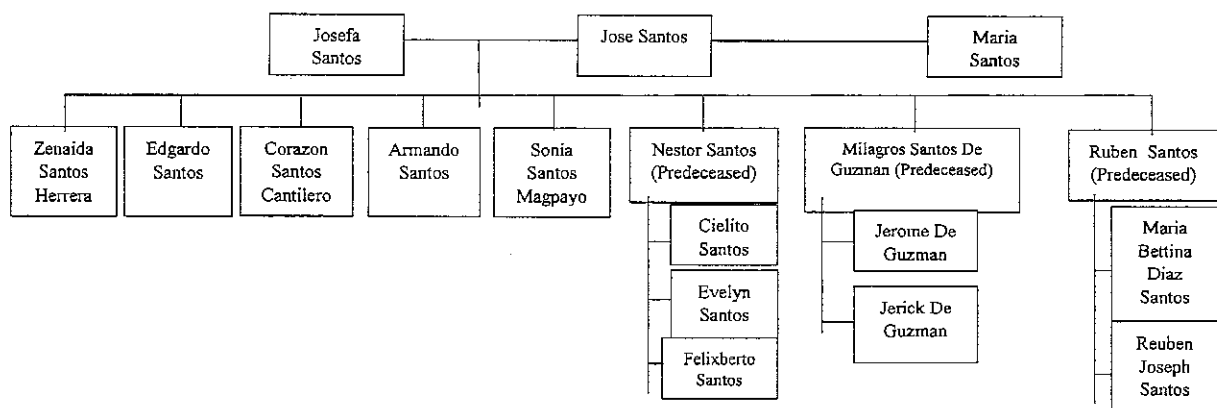 Josefa
Santos
Jose Santos
Maria
Santos
Zenaida
Santos
Herrera
Edgardo
Santos
Corazon
Santos
Cantilero
Armando
Santos
Sonia
Santos
Magpayo
Nestor Santos
(Predeceased)
Milagros Santos De
Guzman (Predeceased)
Ruben Santos
(Predeceased)
Cielito
Santos
Evelyn
Santos
Felixberto
Santos
Jerome De
Guzman
Jerick De
Guzman
Maria
Bettina
Diaz
Santos
Reuben
Joseph
Santos